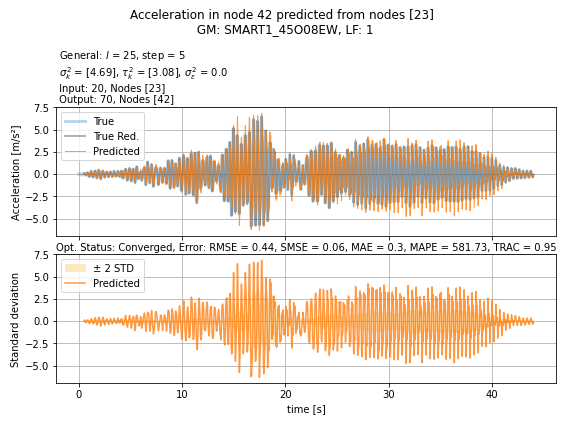 Acceleration in node 42 predicted from nodes [23]
GM: SMART1_45O08EW, LF: 1
General: l = 25, step = 5
σ²ₖ = [4.69], τ²ₖ = [3.08], σ²ε = 0.0
Input: 20, Nodes [23]
Output: 70, Nodes [42]
7.5
5.0
2.5
0.0
−2.5
−5.0
Acceleration [m/s²]
True
True Red.
Predicted
Opt. Status: Converged, Error: RMSE = 0.44, SMSE = 0.06, MAE = 0.3, MAPE = 581.73, TRAC = 0.95
7.5
5.0
2.5
0.0
−2.5
−5.0
Standard deviation
± 2 STD
Predicted
0 10 20 30 40
time [s]